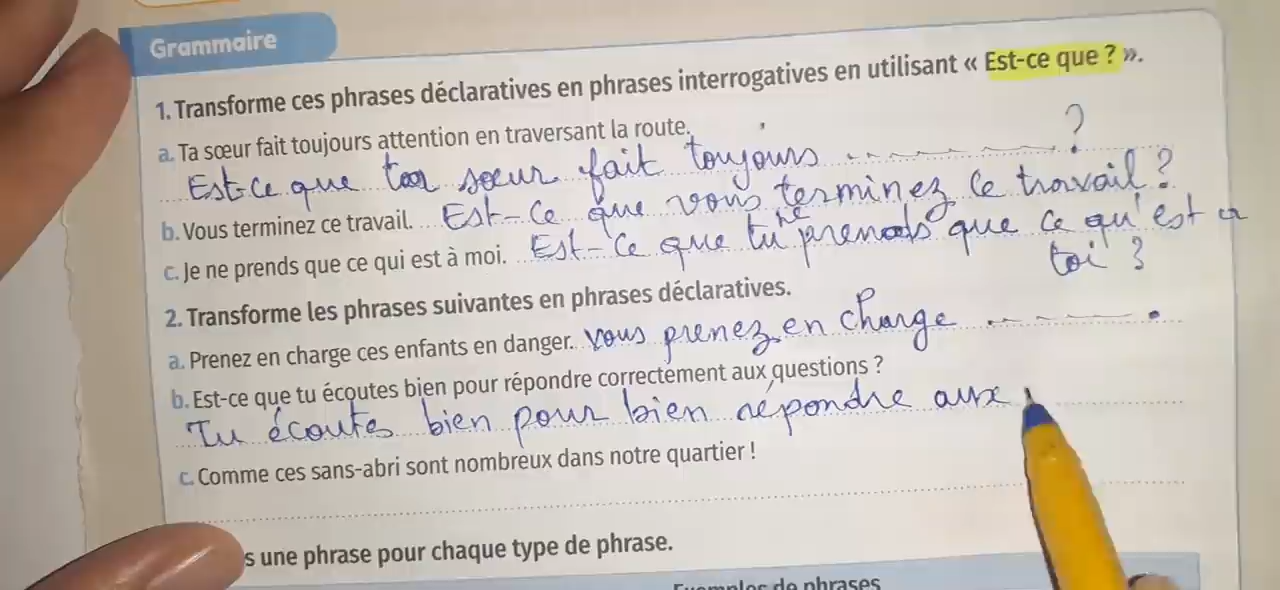 Grammaire
1. Transforme ces phrases déclaratives en phrases interrogatives en utilisant « Est-ce que ? ».
a. Ta sœur fait toujours attention en traversant la route.
Est-ce que ta sœur fait toujours ............ ?
b. Vous terminez ce travail. Est-ce que vous terminez ce travail ?
c. Je ne prends que ce qui est à moi. Est-ce que tu ne prends que ce qu'est a
toi ?
2. Transforme les phrases suivantes en phrases déclaratives.
a. Prenez en charge ces enfants en danger. vous prenez en charge ............ .
b. Est-ce que tu écoutes bien pour répondre correctement aux questions ?
Tu écoutes bien pour bien répondre aux
c. Comme ces sans-abri sont nombreux dans notre quartier !
s une phrase pour chaque type de phrase.
Exemples de phrases